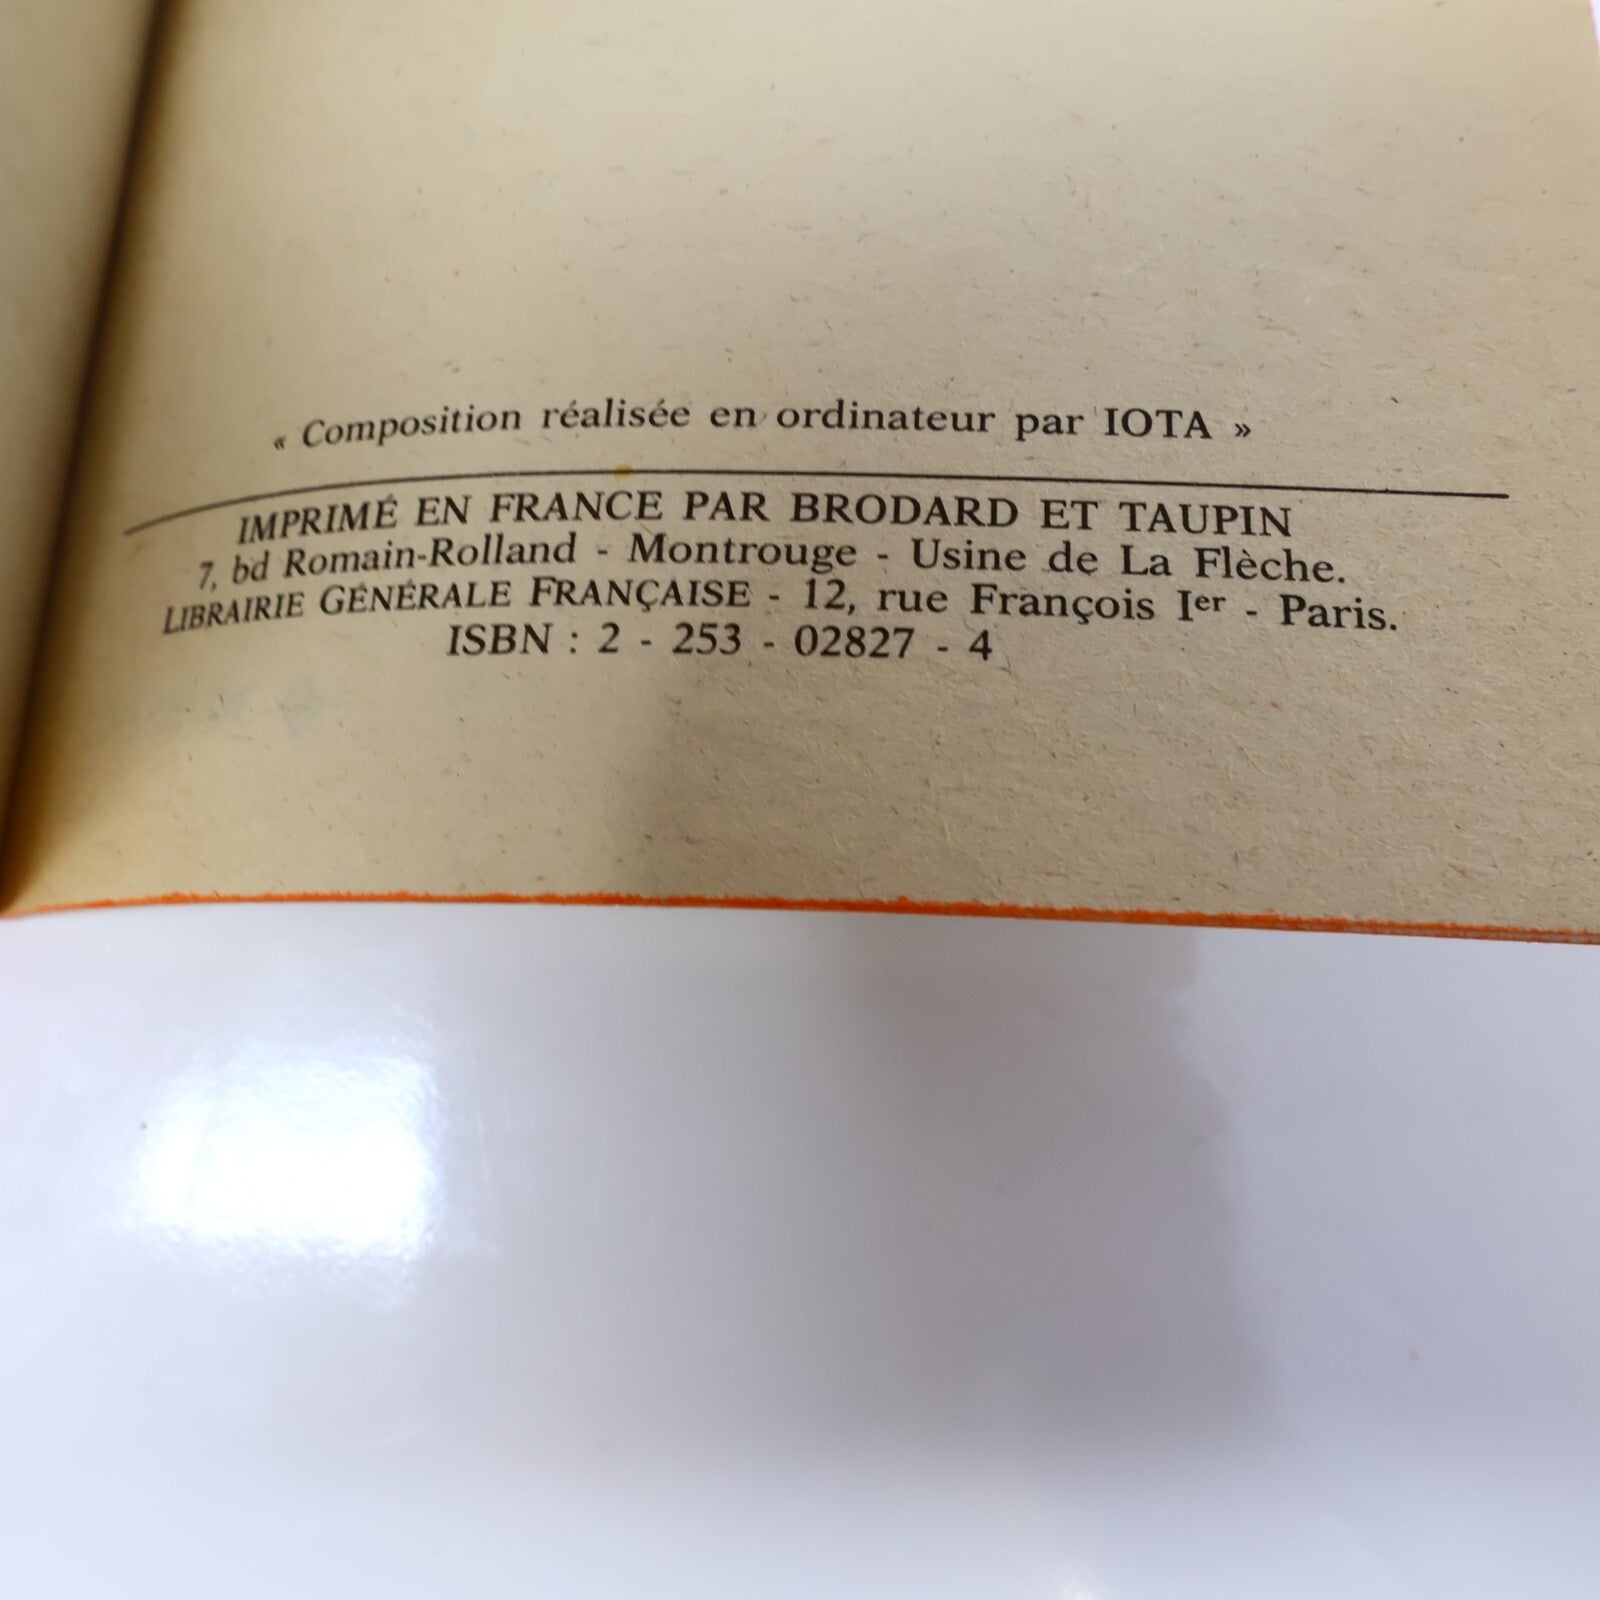 « Composition réalisée en ordinateur par IOTA »
IMPRIMÉ EN FRANCE PAR BRODARD ET TAUPIN
7, bd Romain-Rolland - Montrouge - Usine de La Flèche.
LIBRAIRIE GÉNÉRALE FRANÇAISE - 12, rue François Ier - Paris.
ISBN : 2 - 253 - 02827 - 4